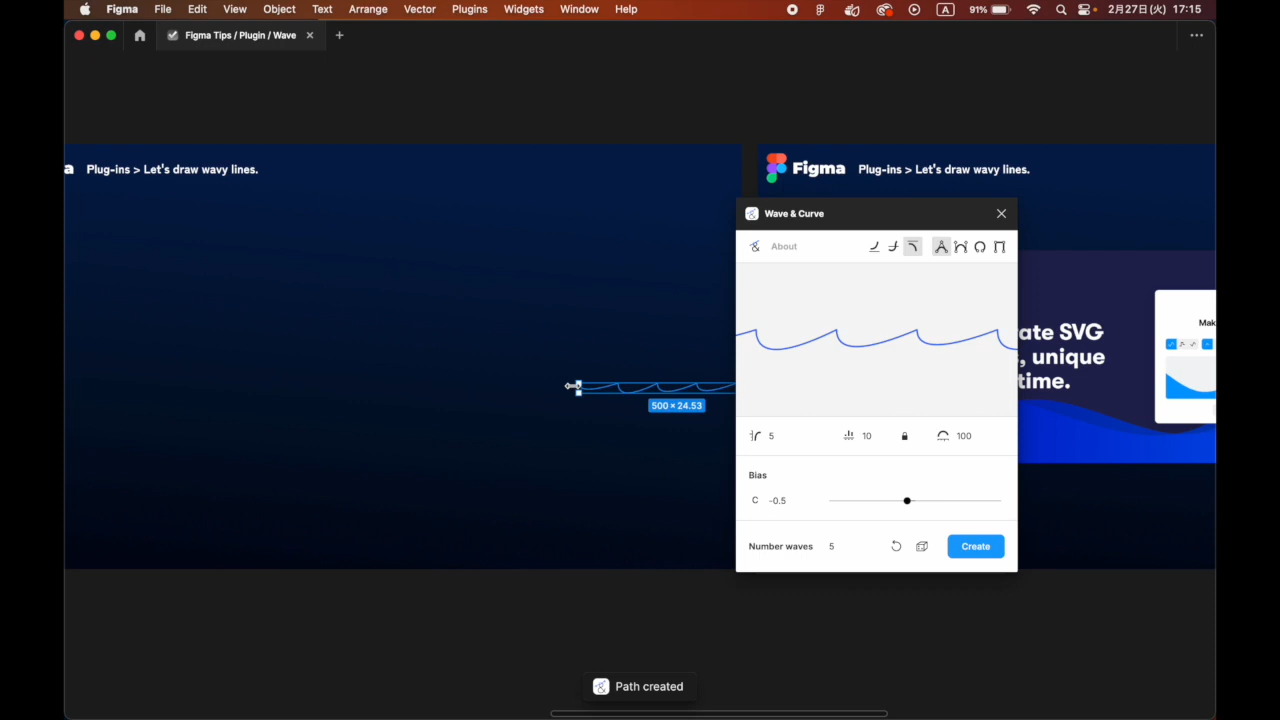 Figma File Edit View Object Text Arrange Vector Plugins Widgets Window Help A 91% 2月27日(火) 17:15
Figma Tips / Plugin / Wave
a Plug-ins > Let's draw wavy lines.
Figma Plug-ins > Let's draw wavy lines.
Wave & Curve
About
rate SVG
, unique
time.
Mak
500 × 24.53
5 10 100
Bias
C -0.5
Number waves 5 Create
Path created